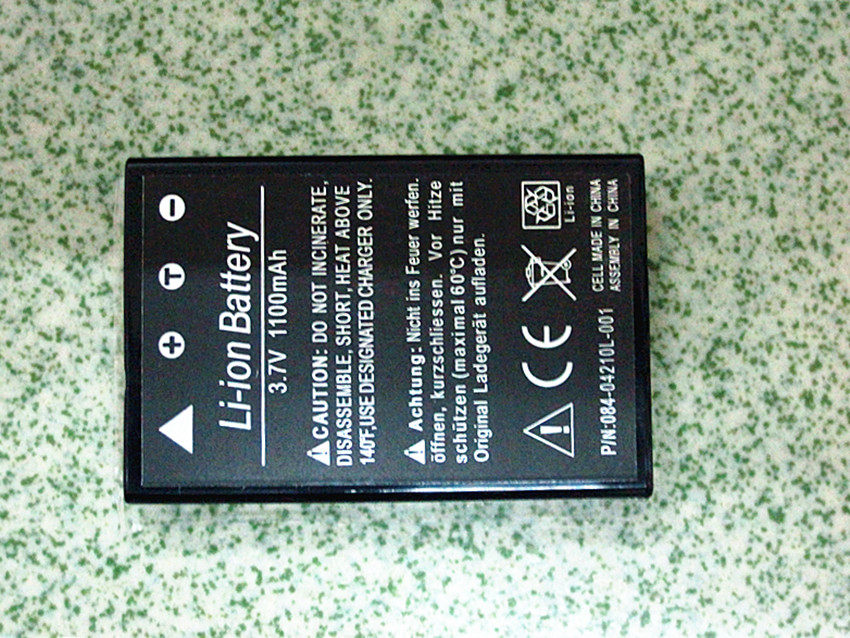 + T −
Li-ion Battery
3.7V 1100mAh
CAUTION: DO NOT INCINERATE,
DISASSEMBLE, SHORT, HEAT ABOVE
140°F,USE DESIGNATED CHARGER ONLY.
Achtung: Nicht ins Feuer werfen.
öffnen, kurzschliessen. Vor Hitze
schützen (maximal 60°C) nur mit
Original Ladegerät aufladen.
CE
Li-ion
P/N:084-04210L-001
CELL MADE IN CHINA
ASSEMBLY IN CHINA